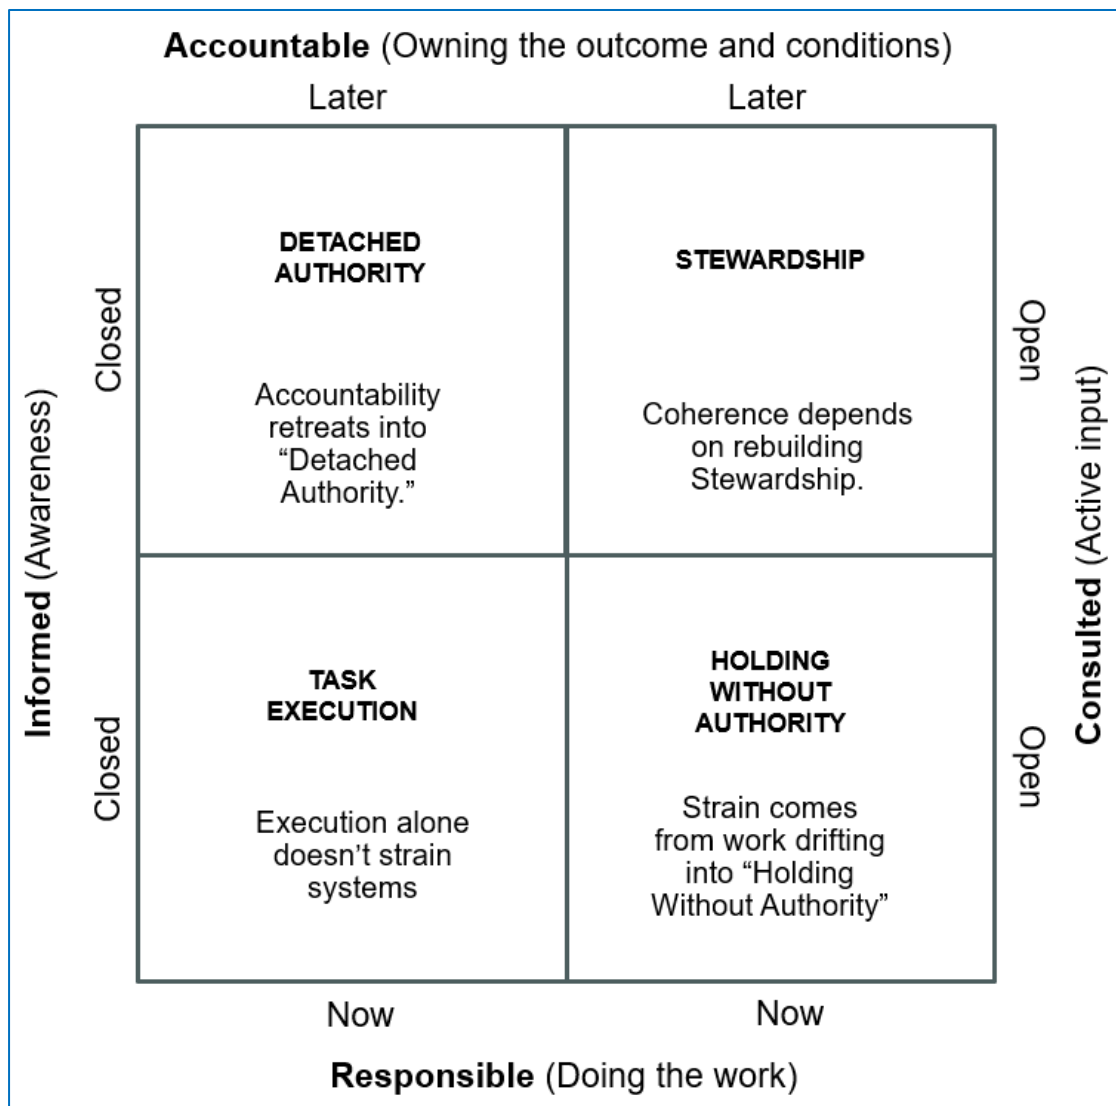 Accountable (Owning the outcome and conditions)
Later
Later
Closed
Open
Informed (Awareness)
Consulted (Active input)
DETACHED
AUTHORITY
Accountability
retreats into
“Detached
Authority.”
STEWARDSHIP
Coherence depends
on rebuilding
Stewardship.
Closed
Open
TASK
EXECUTION
Execution alone
doesn’t strain
systems
HOLDING
WITHOUT
AUTHORITY
Strain comes
from work drifting
into “Holding
Without Authority”
Now
Now
Responsible (Doing the work)